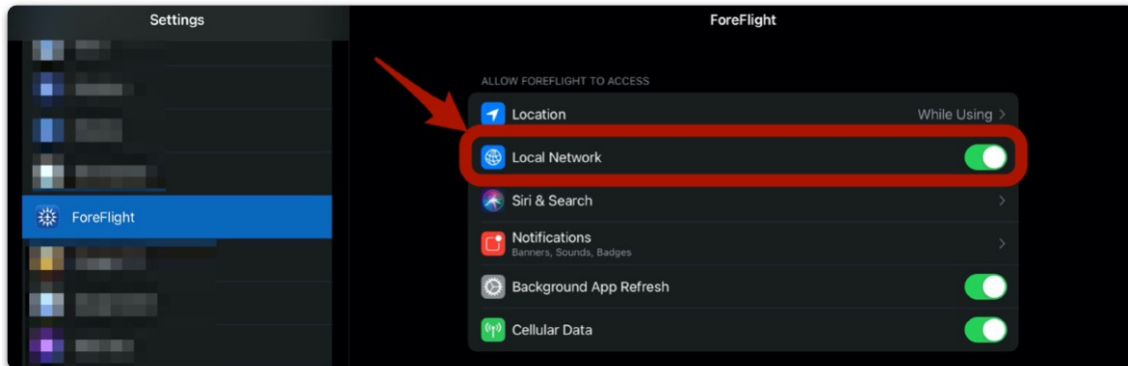 Settings
ForeFlight
ForeFlight
ALLOW FOREFLIGHT TO ACCESS
Location
While Using
Local Network
Siri & Search
Notifications
Banners, Sounds, Badges
Background App Refresh
Cellular Data